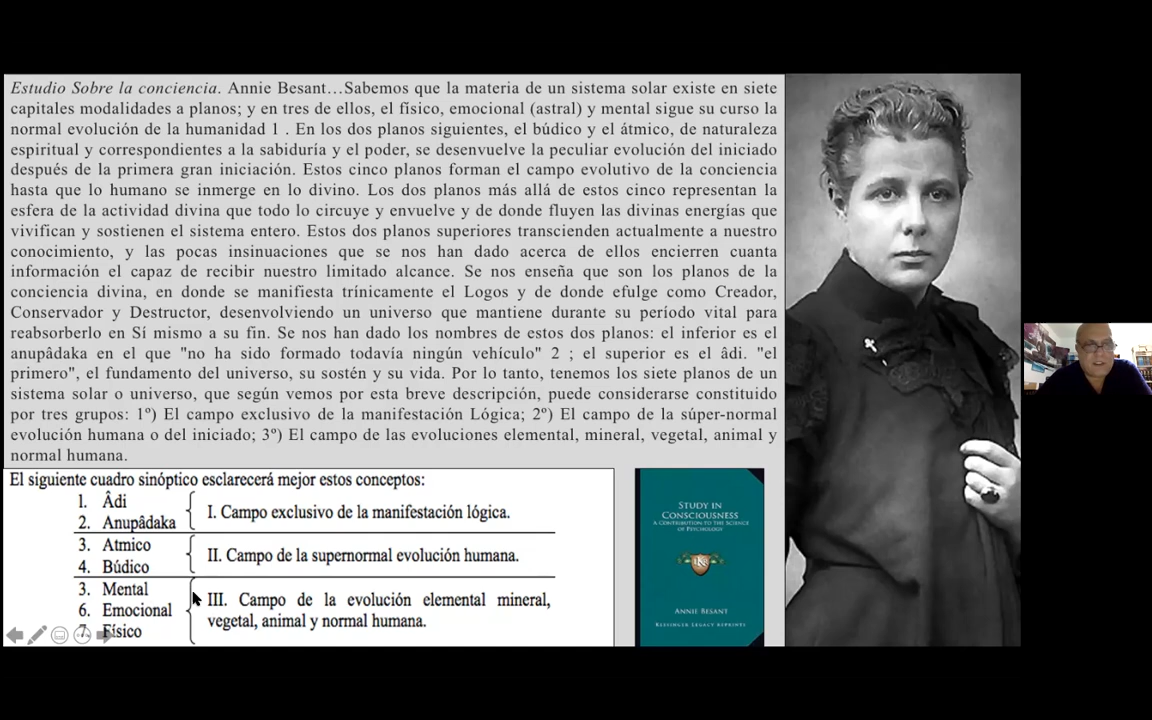 Estudio Sobre la conciencia. Annie Besant…Sabemos que la materia de un sistema solar existe en siete
capitales modalidades a planos; y en tres de ellos, el físico, emocional (astral) y mental sigue su curso la
normal evolución de la humanidad 1 . En los dos planos siguientes, el búdico y el átmico, de naturaleza
espiritual y correspondientes a la sabiduría y el poder, se desenvuelve la peculiar evolución del iniciado
después de la primera gran iniciación. Estos cinco planos forman el campo evolutivo de la conciencia
hasta que lo humano se inmerge en lo divino. Los dos planos más allá de estos cinco representan la
esfera de la actividad divina que todo lo circuye y envuelve y de donde fluyen las divinas energías que
vivifican y sostienen el sistema entero. Estos dos planos superiores transcienden actualmente a nuestro
conocimiento, y las pocas insinuaciones que se nos han dado acerca de ellos encierren cuanta
información el capaz de recibir nuestro limitado alcance. Se nos enseña que son los planos de la
conciencia divina, en donde se manifiesta trínicamente el Logos y de donde efulge como Creador,
Conservador y Destructor, desenvolviendo un universo que mantiene durante su período vital para
reabsorberlo en Sí mismo a su fin. Se nos han dado los nombres de estos dos planos: el inferior es el
anupâdaka en el que "no ha sido formado todavía ningún vehículo" 2 ; el superior es el âdi. "el
primero", el fundamento del universo, su sostén y su vida. Por lo tanto, tenemos los siete planos de un
sistema solar o universo, que según vemos por esta breve descripción, puede considerarse constituido
por tres grupos: 1º) El campo exclusivo de la manifestación Lógica; 2º) El campo de la súper-normal
evolución humana o del iniciado; 3º) El campo de las evoluciones elemental, mineral, vegetal, animal y
normal humana.
El siguiente cuadro sinóptico esclarecerá mejor estos conceptos:
1. Âdi
2. Anupâdaka
I. Campo exclusivo de la manifestación lógica.
3. Atmico
4. Búdico
II. Campo de la supernormal evolución humana.
3. Mental
6. Emocional
7. Físico
III. Campo de la evolución elemental mineral,
vegetal, animal y normal humana.
STUDY IN
CONSCIOUSNESS
A CONTRIBUTION TO THE SCIENCE
OF PSYCHOLOGY
ANNIE BESANT
KESSINGER LEGACY REPRINTS